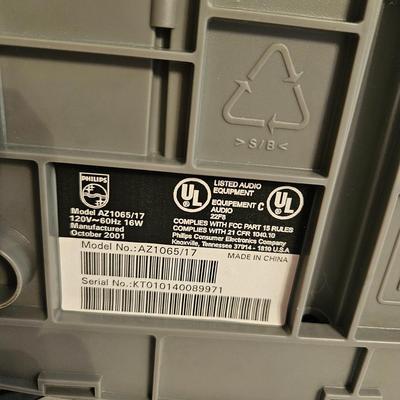 >S/B<
PHILIPS
Model AZ1065/17
120V~60Hz 16W
Manufactured
October 2001
UL
LISTED AUDIO
EQUIPMENT
UL
EQUIPEMENT C
AUDIO
22F8
COMPLIES WITH FCC PART 15 RULES
COMPLIES WITH 21 CFR 1040.10
Philips Consumer Electronics Company
Knoxville, Tennessee 37914 - 1810 U.S.A.
Model No.:AZ1065/17
MADE IN CHINA
Serial No.:KT010140089971